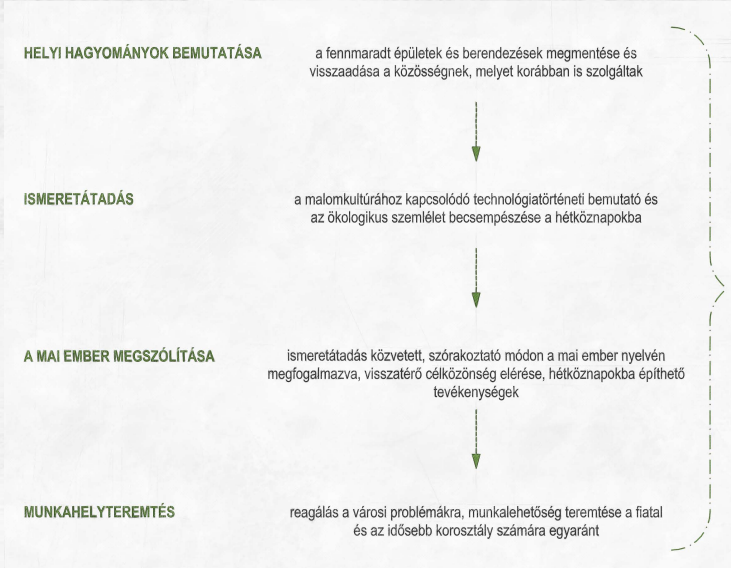 HELYI HAGYOMÁNYOK BEMUTATÁSA
a fennmaradt épületek és berendezések megmentése és
visszaadása a közösségnek, melyet korábban is szolgáltak
ISMERETÁTADÁS
a malomkultúrához kapcsolódó technológiatörténeti bemutató és
az ökologikus szemlélet becsempészése a hétköznapokba
A MAI EMBER MEGSZÓLÍTÁSA
ismeretátadás közvetett, szórakoztató módon a mai ember nyelvén
megfogalmazva, visszatérő célközönség elérése, hétköznapokba építhető
tevékenységek
MUNKAHELYTEREMTÉS
reagálás a városi problémákra, munkalehetőség teremtése a fiatal
és az idősebb korosztály számára egyaránt